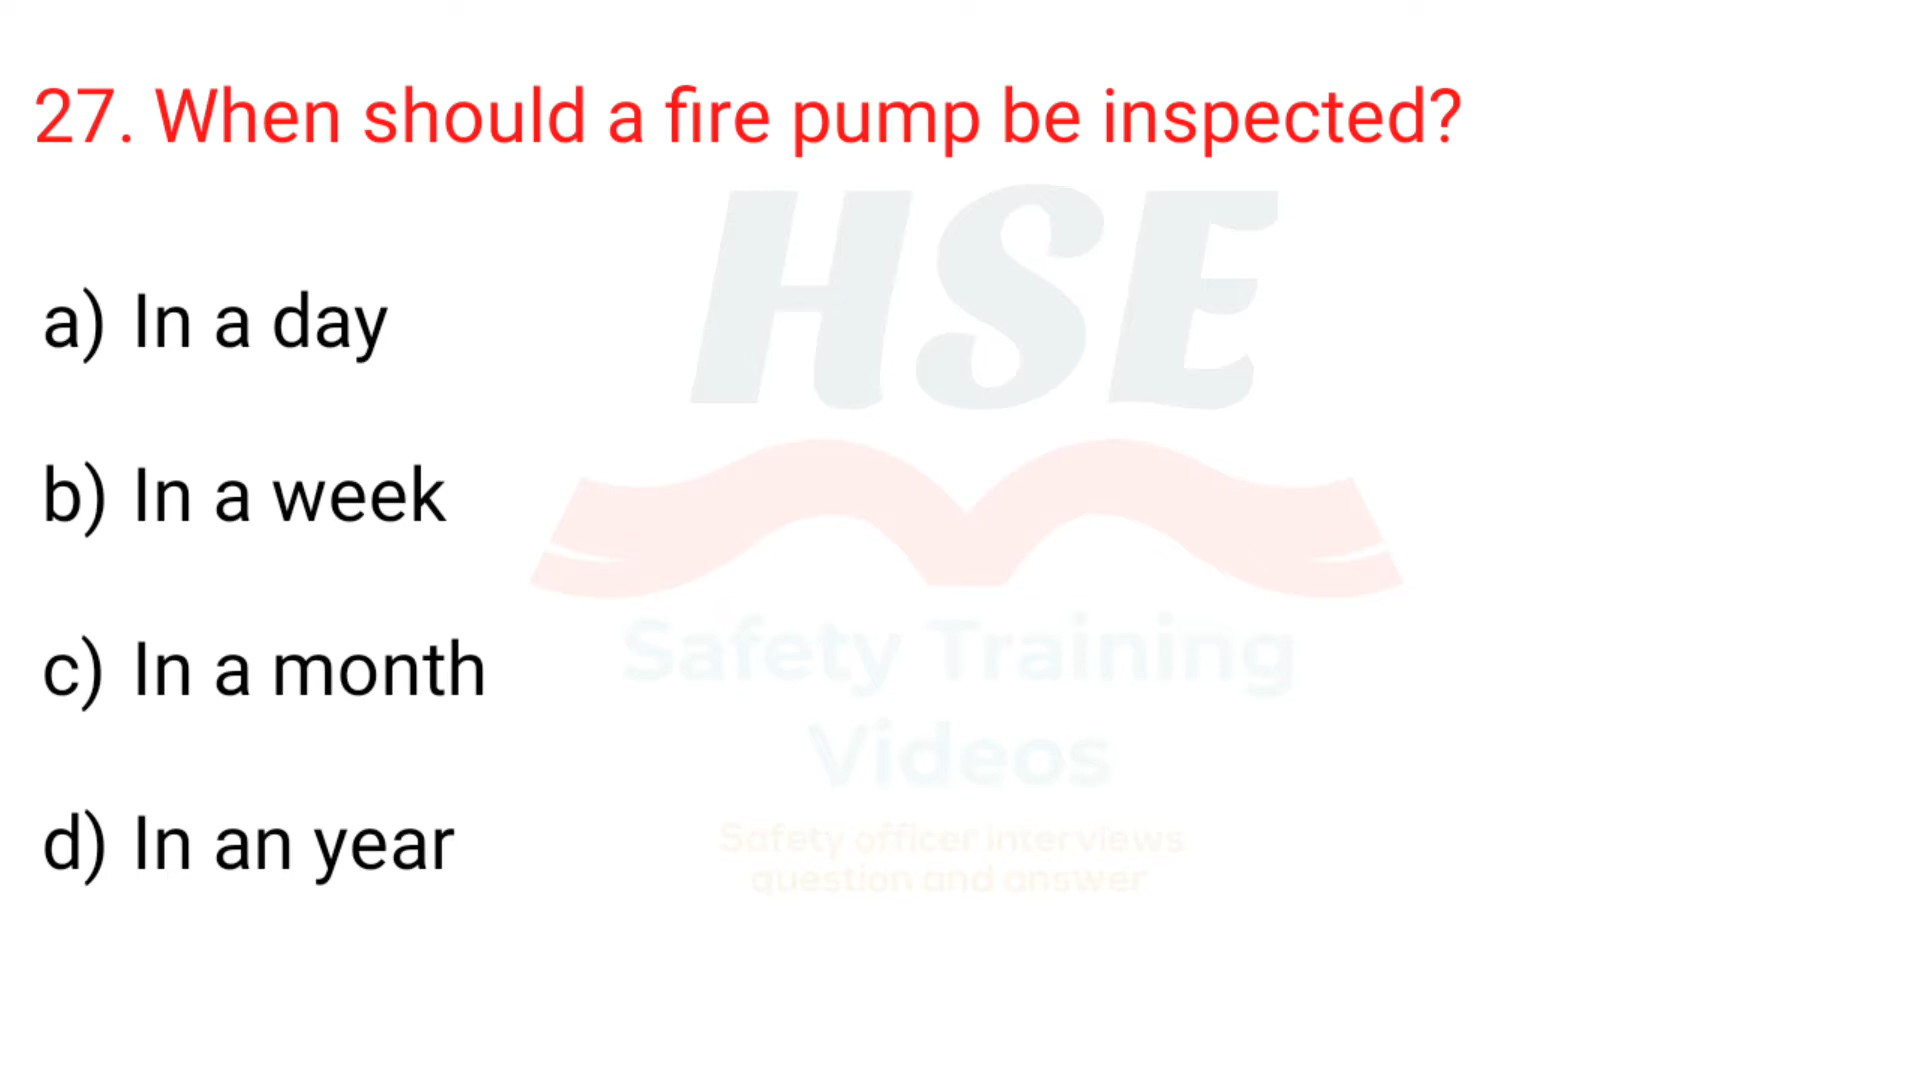 27. When should a fire pump be inspected?
HSE
a) In a day
b) In a week
c) In a month
Safety Training
Videos
d) In an year
Safety officer interviews
question and answer